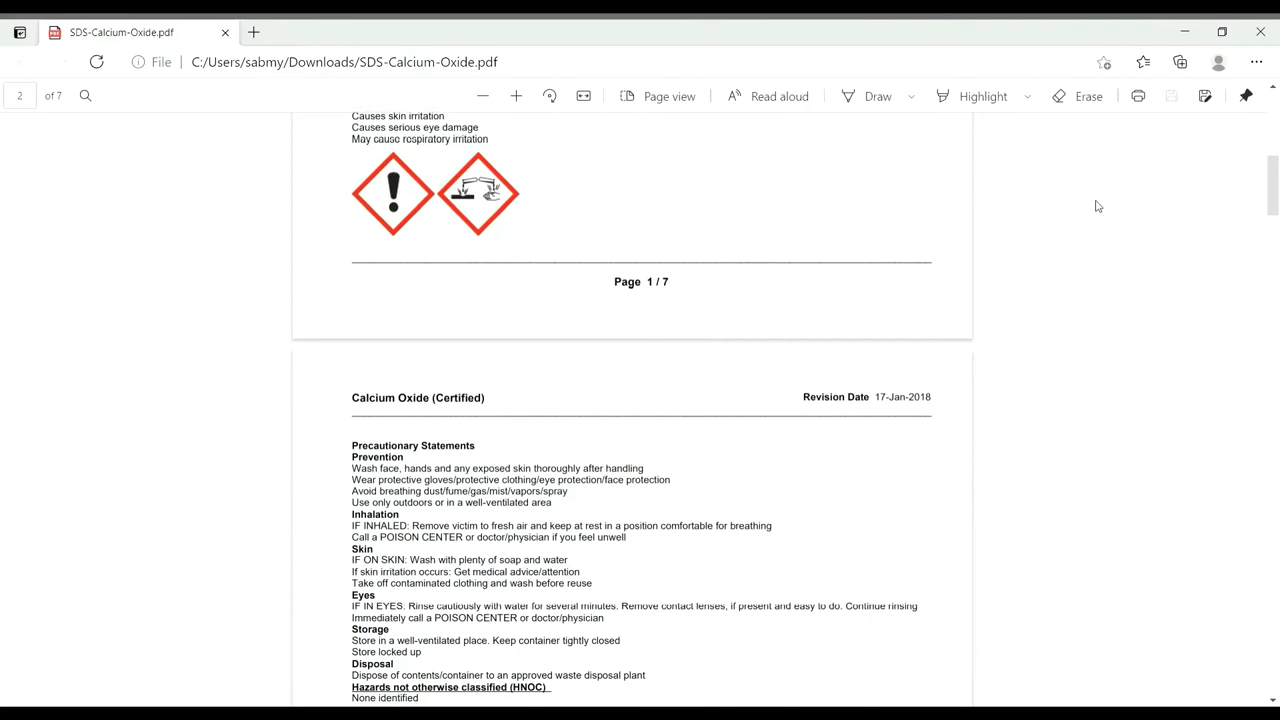 SDS-Calcium-Oxide.pdf
File C:/Users/sabmy/Downloads/SDS-Calcium-Oxide.pdf
2 of 7 Page view Read aloud Draw Highlight Erase
Causes skin irritation
Causes serious eye damage
May cause respiratory irritation
Page 1 / 7
Calcium Oxide (Certified) Revision Date 17-Jan-2018
Precautionary Statements
Prevention
Wash face, hands and any exposed skin thoroughly after handling
Wear protective gloves/protective clothing/eye protection/face protection
Avoid breathing dust/fume/gas/mist/vapors/spray
Use only outdoors or in a well-ventilated area
Inhalation
IF INHALED: Remove victim to fresh air and keep at rest in a position comfortable for breathing
Call a POISON CENTER or doctor/physician if you feel unwell
Skin
IF ON SKIN: Wash with plenty of soap and water
If skin irritation occurs: Get medical advice/attention
Take off contaminated clothing and wash before reuse
Eyes
IF IN EYES: Rinse cautiously with water for several minutes. Remove contact lenses, if present and easy to do. Continue rinsing
Immediately call a POISON CENTER or doctor/physician
Storage
Store in a well-ventilated place. Keep container tightly closed
Store locked up
Disposal
Dispose of contents/container to an approved waste disposal plant
Hazards not otherwise classified (HNOC)
None identified